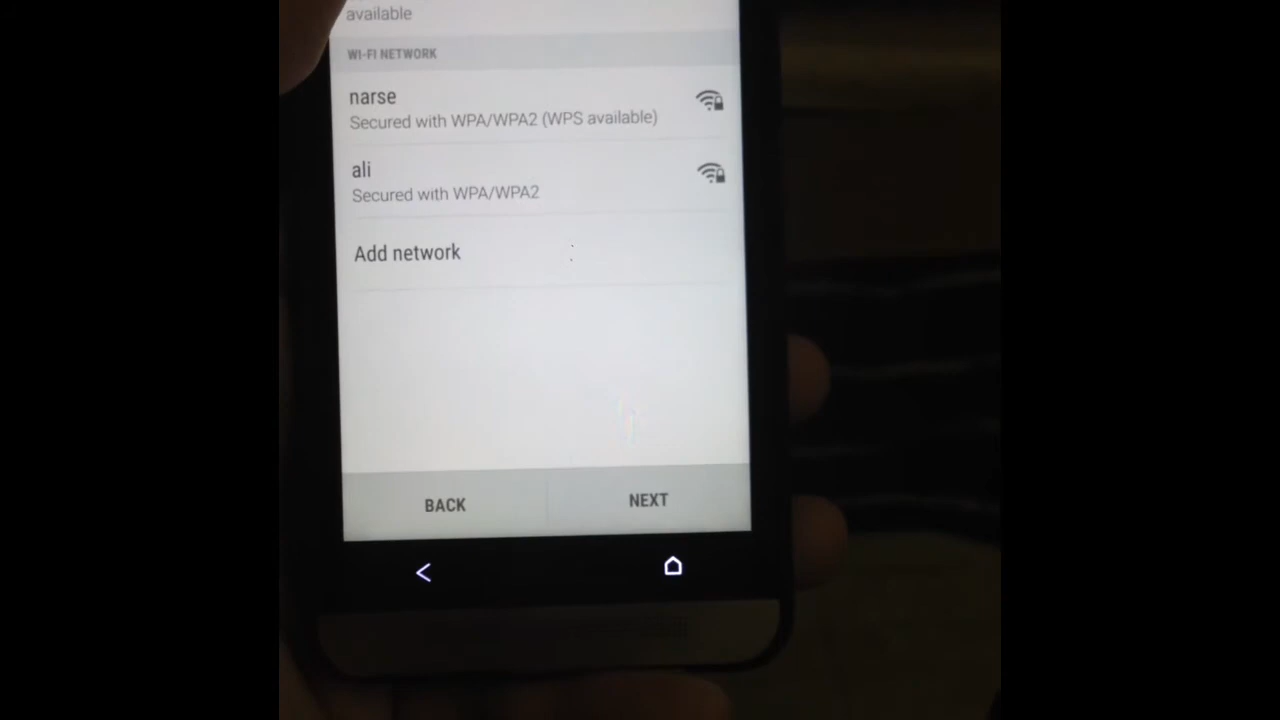 available
WI-FI NETWORK
narse
Secured with WPA/WPA2 (WPS available)
ali
Secured with WPA/WPA2
Add network
BACK
NEXT